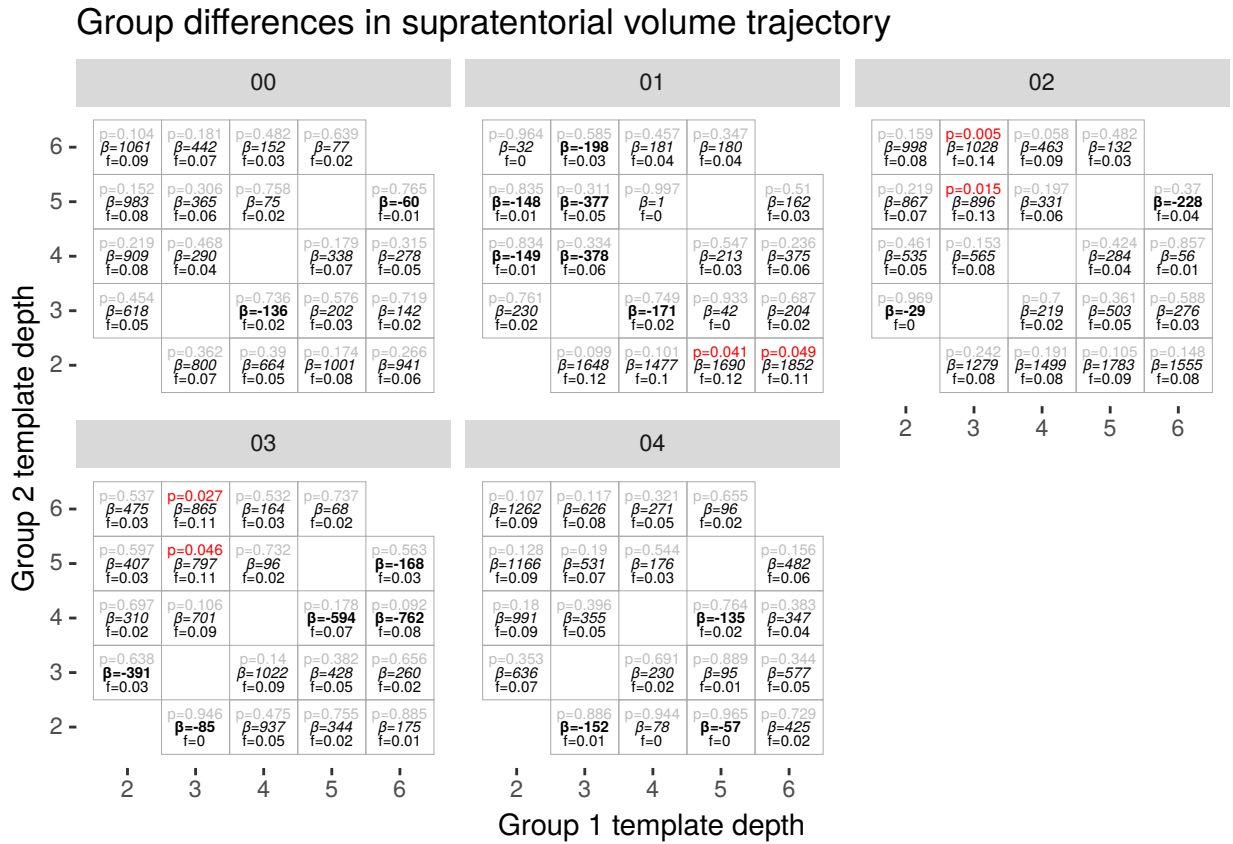 Group differences in supratentorial volume trajectory
00 01 02
p=0.104 p=0.181 p=0.482 p=0.639 p=0.964 p=0.585 p=0.457 p=0.347 p=0.159 p=0.005 p=0.058 p=0.482
6 β=1061 β=442 β=152 β=77 β=32 β=-198 β=181 β=180 β=998 β=1028 β=463 β=132
f=0.09 f=0.07 f=0.03 f=0.02 f=0 f=0.03 f=0.04 f=0.04 f=0.08 f=0.14 f=0.09 f=0.03
p=0.152 p=0.306 p=0.758 p=0.765 p=0.835 p=0.311 p=0.997 p=0.51 p=0.219 p=0.015 p=0.197 p=0.37
5 β=983 β=365 β=75 β=-60 β=-148 β=-377 β=1 β=162 β=867 β=896 β=331 β=-228
f=0.08 f=0.06 f=0.02 f=0.01 f=0.01 f=0.05 f=0 f=0.03 f=0.07 f=0.13 f=0.06 f=0.04
p=0.219 p=0.468 p=0.179 p=0.315 p=0.834 p=0.334 p=0.547 p=0.236 p=0.461 p=0.153 p=0.424 p=0.857
4 β=909 β=290 β=338 β=278 β=-149 β=-378 β=213 β=375 β=535 β=565 β=284 β=56
f=0.08 f=0.04 f=0.07 f=0.05 f=0.01 f=0.06 f=0.03 f=0.06 f=0.05 f=0.08 f=0.04 f=0.01
p=0.454 p=0.736 p=0.576 p=0.719 p=0.761 p=0.749 p=0.933 p=0.687 p=0.969 p=0.7 p=0.361 p=0.588
3 β=618 β=-136 β=202 β=142 β=230 β=-171 β=42 β=204 β=-29 β=219 β=503 β=276
f=0.05 f=0.02 f=0.03 f=0.02 f=0.02 f=0.02 f=0 f=0.02 f=0 f=0.02 f=0.05 f=0.03
p=0.362 p=0.39 p=0.174 p=0.266 p=0.099 p=0.101 p=0.041 p=0.049 p=0.242 p=0.191 p=0.105 p=0.148
2 β=800 β=664 β=1001 β=941 β=1648 β=1477 β=1690 β=1852 β=1279 β=1499 β=1783 β=1555
f=0.07 f=0.05 f=0.08 f=0.06 f=0.12 f=0.1 f=0.12 f=0.11 f=0.08 f=0.08 f=0.09 f=0.08
2 3 4 5 6
03 04
p=0.537 p=0.027 p=0.532 p=0.737 p=0.107 p=0.117 p=0.321 p=0.655
6 β=475 β=865 β=164 β=68 β=1262 β=626 β=271 β=96
f=0.03 f=0.11 f=0.03 f=0.02 f=0.09 f=0.08 f=0.05 f=0.02
p=0.597 p=0.046 p=0.732 p=0.563 p=0.128 p=0.19 p=0.544 p=0.156
5 β=407 β=797 β=96 β=-168 β=1166 β=531 β=176 β=482
f=0.03 f=0.11 f=0.02 f=0.03 f=0.09 f=0.07 f=0.03 f=0.06
p=0.697 p=0.106 p=0.178 p=0.092 p=0.18 p=0.396 p=0.764 p=0.383
4 β=310 β=701 β=-594 β=-762 β=991 β=355 β=-135 β=347
f=0.02 f=0.09 f=0.07 f=0.08 f=0.09 f=0.05 f=0.02 f=0.04
p=0.638 p=0.14 p=0.382 p=0.656 p=0.353 p=0.691 p=0.889 p=0.344
3 β=-391 β=1022 β=428 β=260 β=636 β=230 β=95 β=577
f=0.03 f=0.09 f=0.05 f=0.02 f=0.07 f=0.02 f=0.01 f=0.05
p=0.946 p=0.475 p=0.755 p=0.885 p=0.886 p=0.944 p=0.965 p=0.729
2 β=-85 β=937 β=344 β=175 β=-152 β=78 β=-57 β=425
f=0 f=0.05 f=0.02 f=0.01 f=0.01 f=0 f=0 f=0.02
2 3 4 5 6 2 3 4 5 6
Group 2 template depth
Group 1 template depth